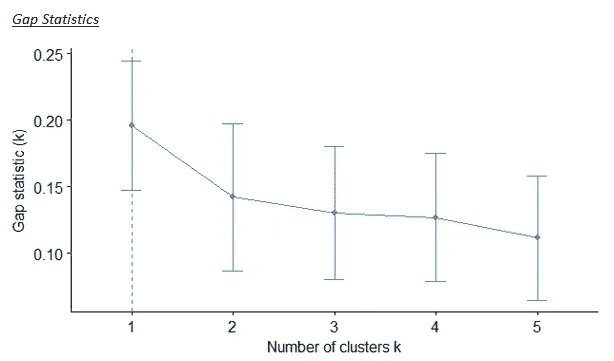 Gap Statistics
0.25
0.20
0.15
0.10
Gap statistic (k)
1 2 3 4 5
Number of clusters k